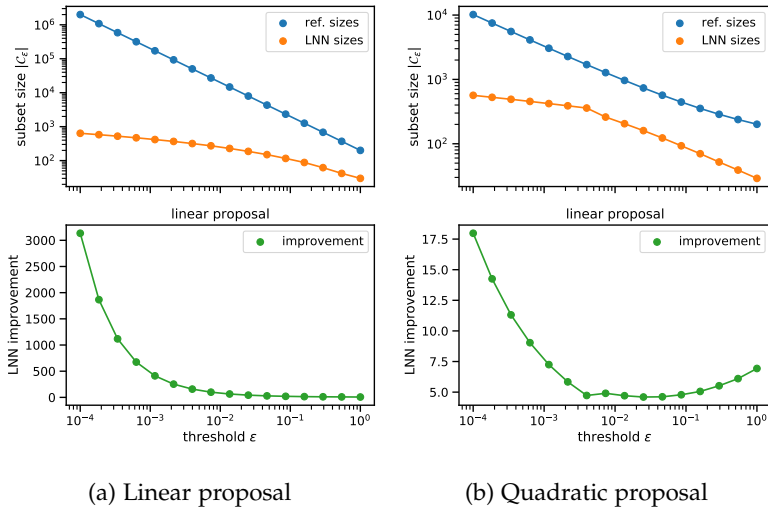 10^6
10^5
10^4
10^3
10^2
subset size |𝒞_ε|
ref. sizes
LNN sizes
10^4
10^3
10^2
subset size |𝒞_ε|
ref. sizes
LNN sizes
linear proposal
3000
2500
2000
1500
1000
500
0
LNN improvement
improvement
10^−4 10^−3 10^−2 10^−1 10^0
threshold ε
linear proposal
17.5
15.0
12.5
10.0
7.5
5.0
LNN improvement
improvement
10^−4 10^−3 10^−2 10^−1 10^0
threshold ε
(a) Linear proposal
(b) Quadratic proposal